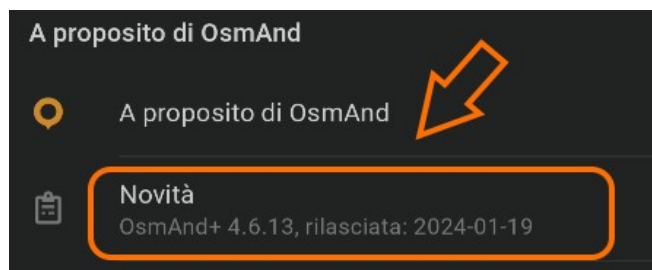 A proposito di OsmAnd
A proposito di OsmAnd
Novità
OsmAnd+ 4.6.13, rilasciata: 2024-01-19